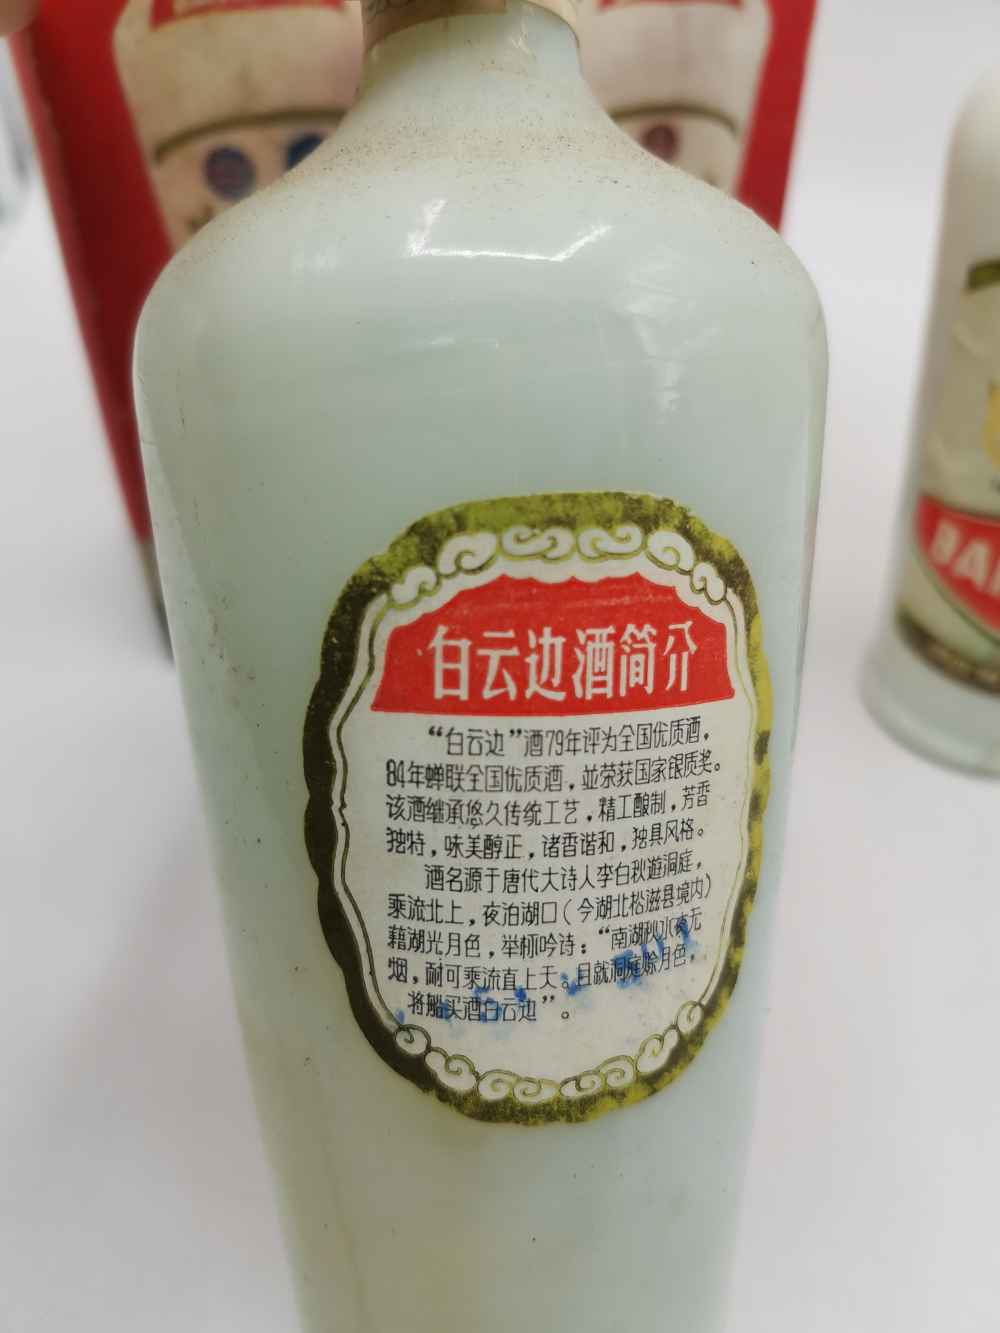 白云边酒简介
“白云边”酒79年评为全国优质酒，
84年蝉联全国优质酒，並荣获国家银质奖。
该酒继承悠久传统工艺，精工酿制，芳香
独特，味美醇正，诸香谐和，独具风格。
酒名源于唐代大诗人李白秋遊洞庭，
乘流北上，夜泊湖口（今湖北松滋县境内）
藉湖光月色，举杯吟诗：“南湖秋水夜无
烟，耐可乘流直上天。且就洞庭赊月色，
将船买酒白云边”。